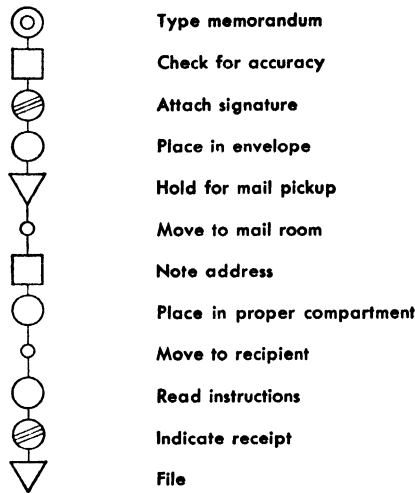 Type memorandum
Check for accuracy
Attach signature
Place in envelope
Hold for mail pickup
Move to mail room
Note address
Place in proper compartment
Move to recipient
Read instructions
Indicate receipt
File